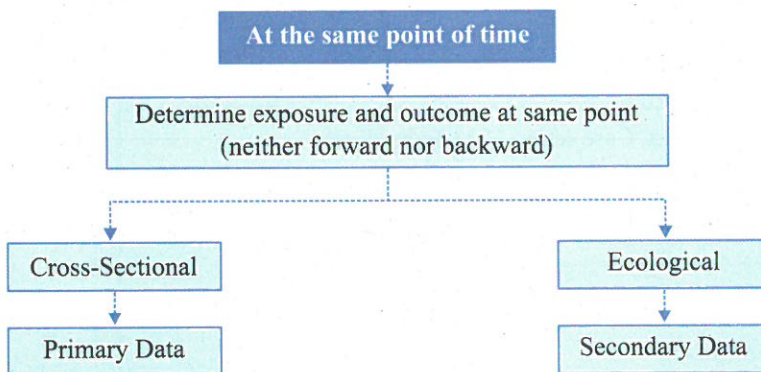 At the same point of time
Determine exposure and outcome at same point
(neither forward nor backward)
Cross-Sectional
Ecological
Primary Data
Secondary Data